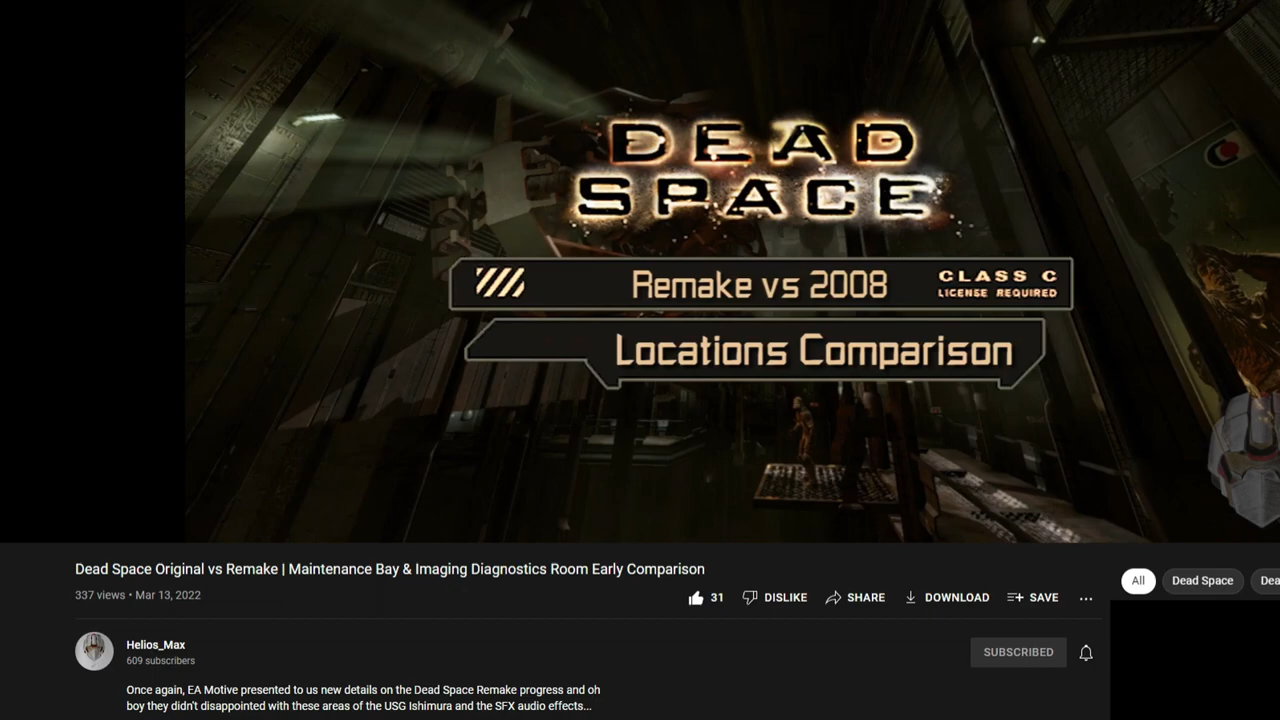 DEAD
SPACE
Remake vs 2008
CLASS C
LICENSE REQUIRED
Locations Comparison
Dead Space Original vs Remake | Maintenance Bay & Imaging Diagnostics Room Early Comparison
337 views • Mar 13, 2022
31 DISLIKE SHARE DOWNLOAD SAVE ...
All Dead Space Dea
Helios_Max
609 subscribers
SUBSCRIBED
Once again, EA Motive presented to us new details on the Dead Space Remake progress and oh
boy they didn't disappointed with these areas of the USG Ishimura and the SFX audio effects...